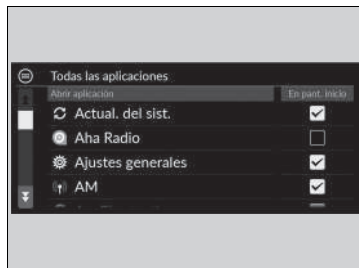 Todas las aplicaciones
Abrir aplicación En pant. inicio
Actual. del sist.
Aha Radio
Ajustes generales
AM